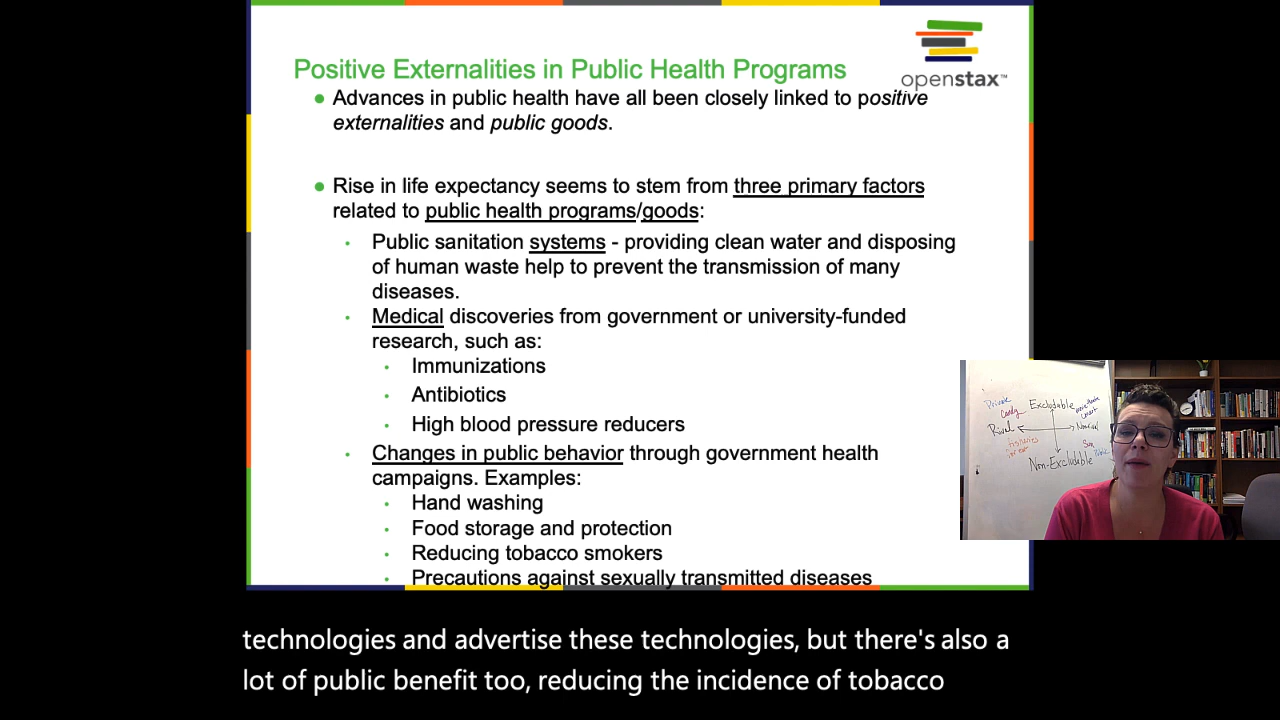 openstax™
Positive Externalities in Public Health Programs
Advances in public health have all been closely linked to positive
externalities and public goods.
Rise in life expectancy seems to stem from three primary factors
related to public health programs/goods:
Public sanitation systems - providing clean water and disposing
of human waste help to prevent the transmission of many
diseases.
Medical discoveries from government or university-funded
research, such as:
Immunizations
Antibiotics
High blood pressure reducers
Changes in public behavior through government health
campaigns. Examples:
Hand washing
Food storage and protection
Reducing tobacco smokers
Precautions against sexually transmitted diseases
Private
Excludable
Candy
Rival
Nonrival
Sun
Non-Excludable
technologies and advertise these technologies, but there's also a
lot of public benefit too, reducing the incidence of tobacco